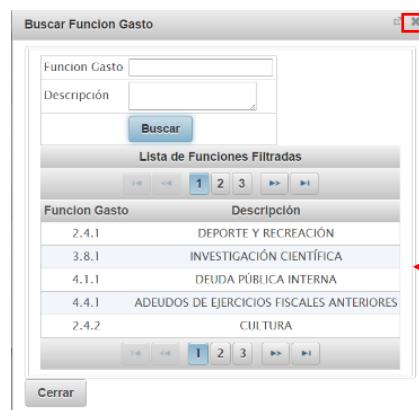 Buscar Funcion Gasto
Funcion Gasto
Descripción
Buscar
Lista de Funciones Filtradas
1 2 3
Funcion Gasto Descripción
2.4.1 DEPORTE Y RECREACIÓN
3.8.1 INVESTIGACIÓN CIENTÍFICA
4.1.1 DEUDA PÚBLICA INTERNA
4.4.1 ADEUDOS DE EJERCICIOS FISCALES ANTERIORES
2.4.2 CULTURA
1 2 3
Cerrar